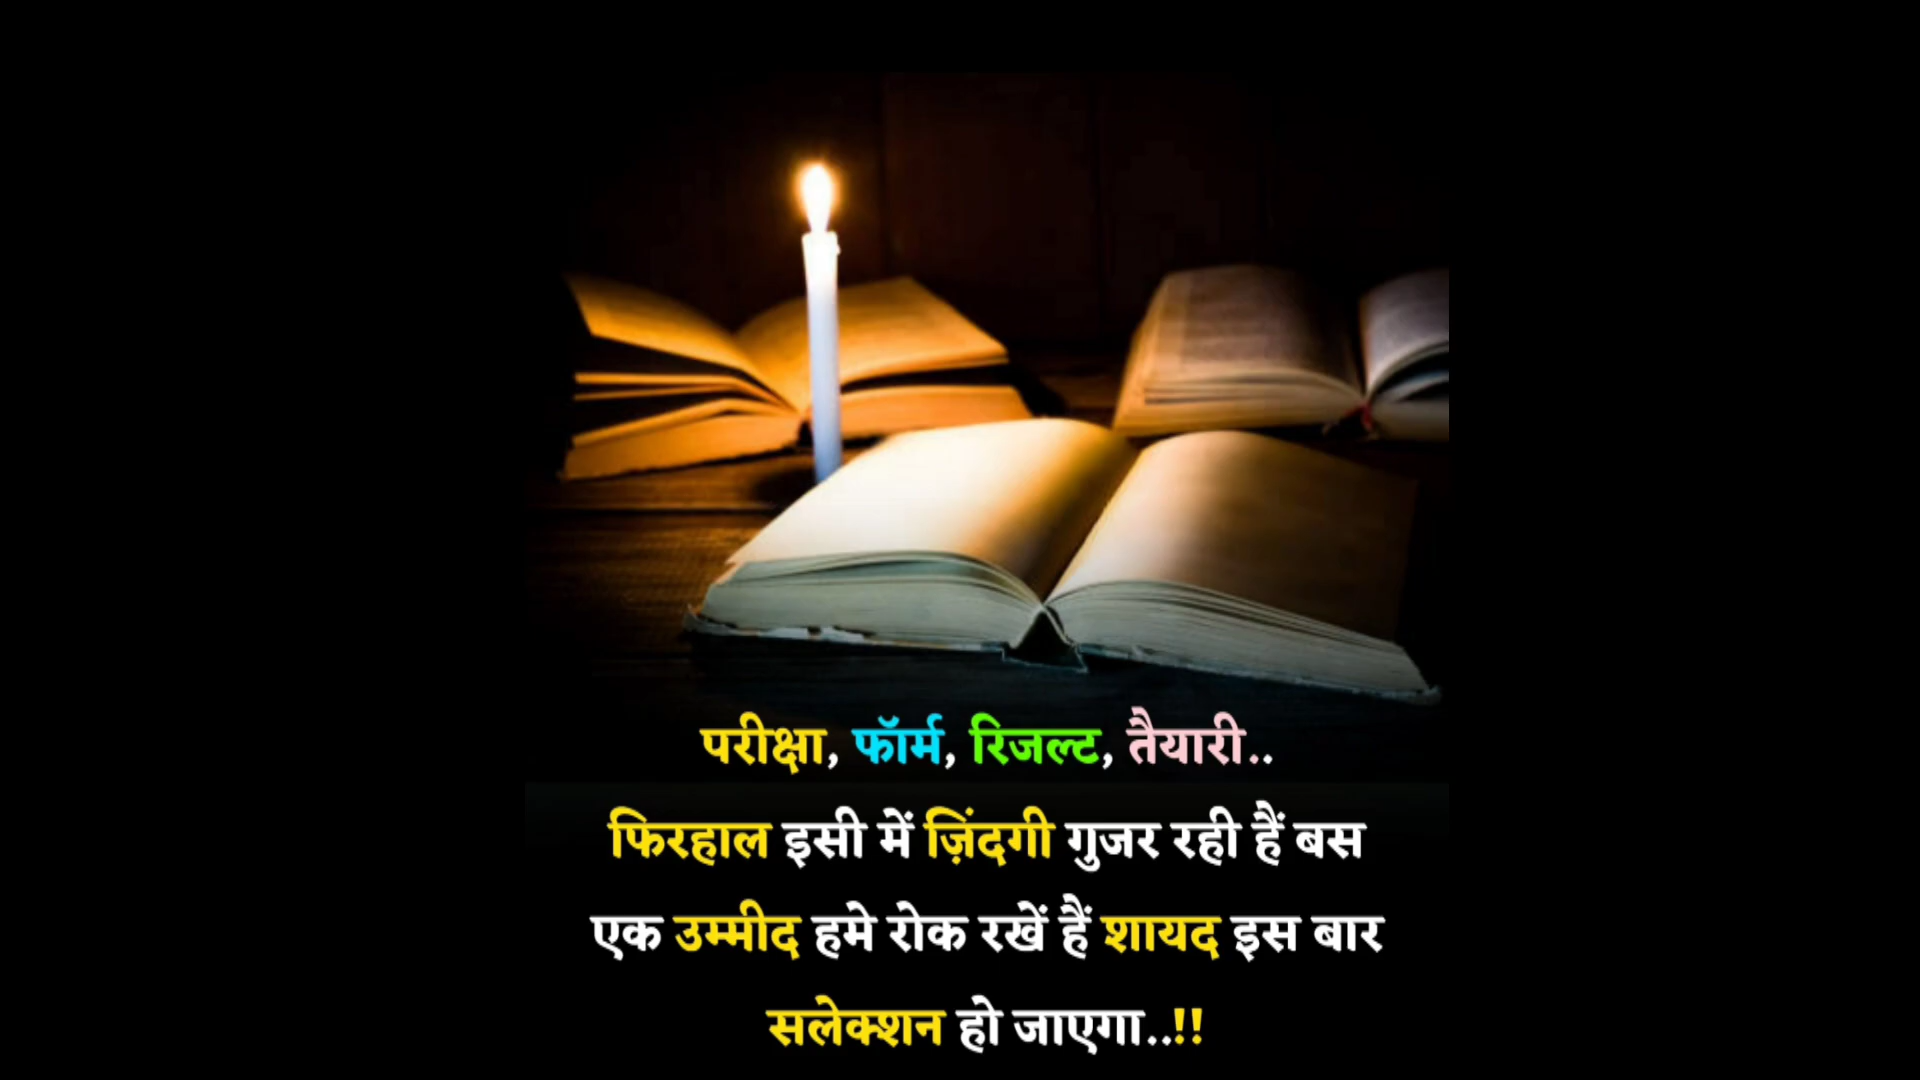 परीक्षा, फॉर्म, रिजल्ट, तैयारी..
फिरहाल इसी में ज़िंदगी गुजर रही हैं बस
एक उम्मीद हमे रोक रखें हैं शायद इस बार
सलेक्शन हो जाएगा..!!